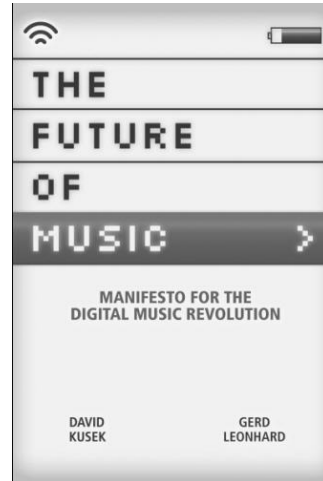 THE
FUTURE
OF
MUSIC >
MANIFESTO FOR THE
DIGITAL MUSIC REVOLUTION
DAVID
KUSEK
GERD
LEONHARD